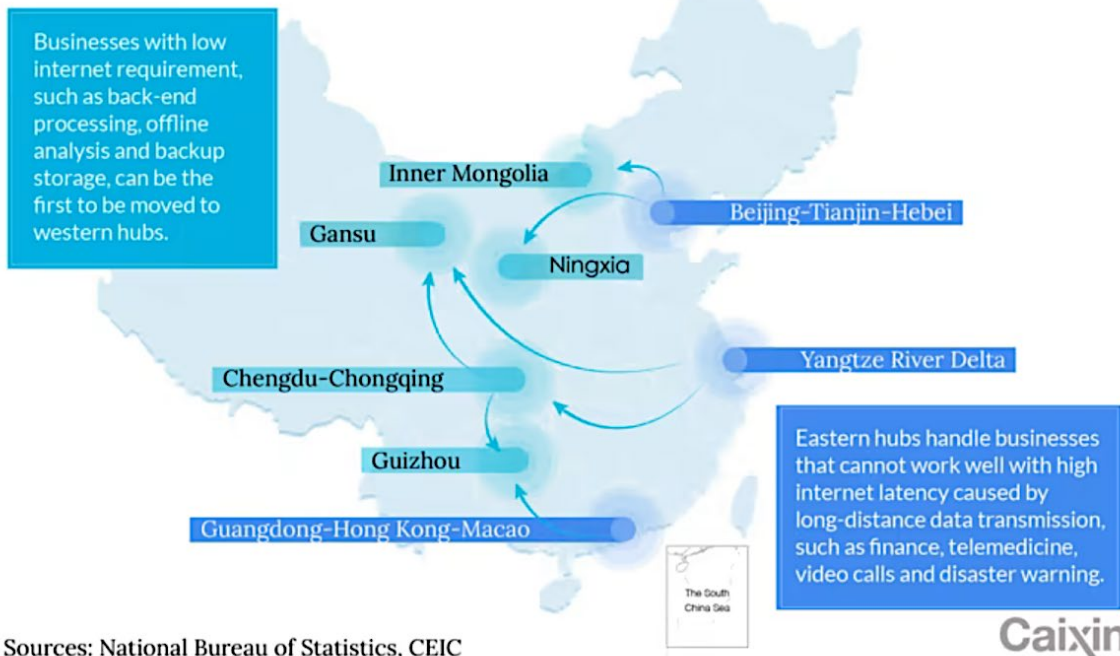 Businesses with low
internet requirement,
such as back-end
processing, offline
analysis and backup
storage, can be the
first to be moved to
western hubs.
Inner Mongolia
Beijing-Tianjin-Hebei
Gansu
Ningxia
Yangtze River Delta
Chengdu-Chongqing
Guizhou
Guangdong-Hong Kong-Macao
Eastern hubs handle businesses
that cannot work well with high
internet latency caused by
long-distance data transmission,
such as finance, telemedicine,
video calls and disaster warning.
The South
China Sea
Sources: National Bureau of Statistics, CEIC
Caixin